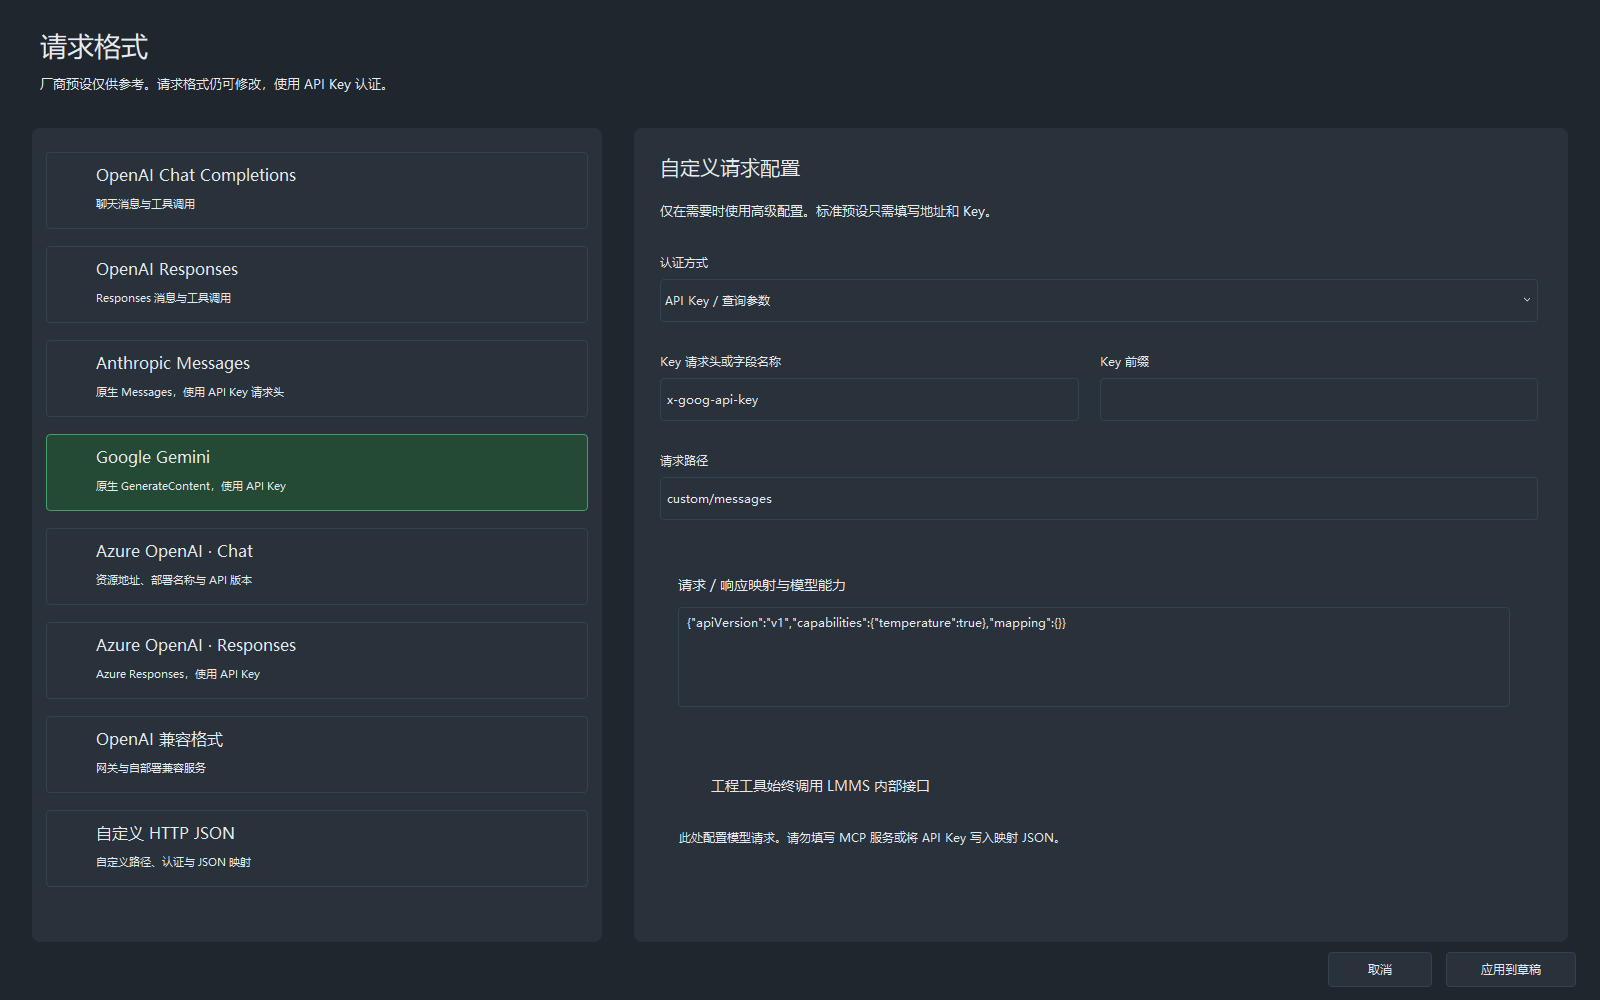 请求格式
厂商预设仅供参考。请求格式仍可修改，使用 API Key 认证。
OpenAI Chat Completions
聊天消息与工具调用
OpenAI Responses
Responses 消息与工具调用
Anthropic Messages
原生 Messages，使用 API Key 请求头
Google Gemini
原生 GenerateContent，使用 API Key
Azure OpenAI · Chat
资源地址、部署名称与 API 版本
Azure OpenAI · Responses
Azure Responses，使用 API Key
OpenAI 兼容格式
网关与自部署兼容服务
自定义 HTTP JSON
自定义路径、认证与 JSON 映射
自定义请求配置
仅在需要时使用高级配置。标准预设只需填写地址和 Key。
认证方式
API Key / 查询参数
Key 请求头或字段名称
Key 前缀
x-goog-api-key
请求路径
custom/messages
请求 / 响应映射与模型能力
{"apiVersion":"v1","capabilities":{"temperature":true},"mapping":{}}
工程工具始终调用 LMMS 内部接口
此处配置模型请求。请勿填写 MCP 服务或将 API Key 写入映射 JSON。
取消
应用到草稿